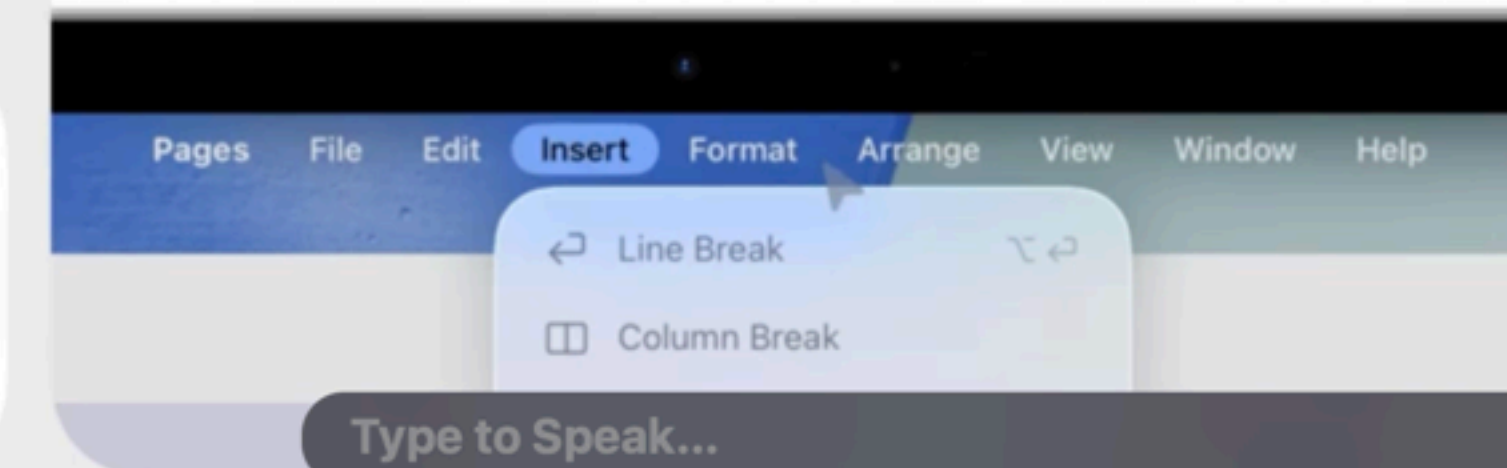 Pages File Edit Insert Format Arrange View Window Help
Line Break ⌥ ↩
Column Break
Type to Speak...